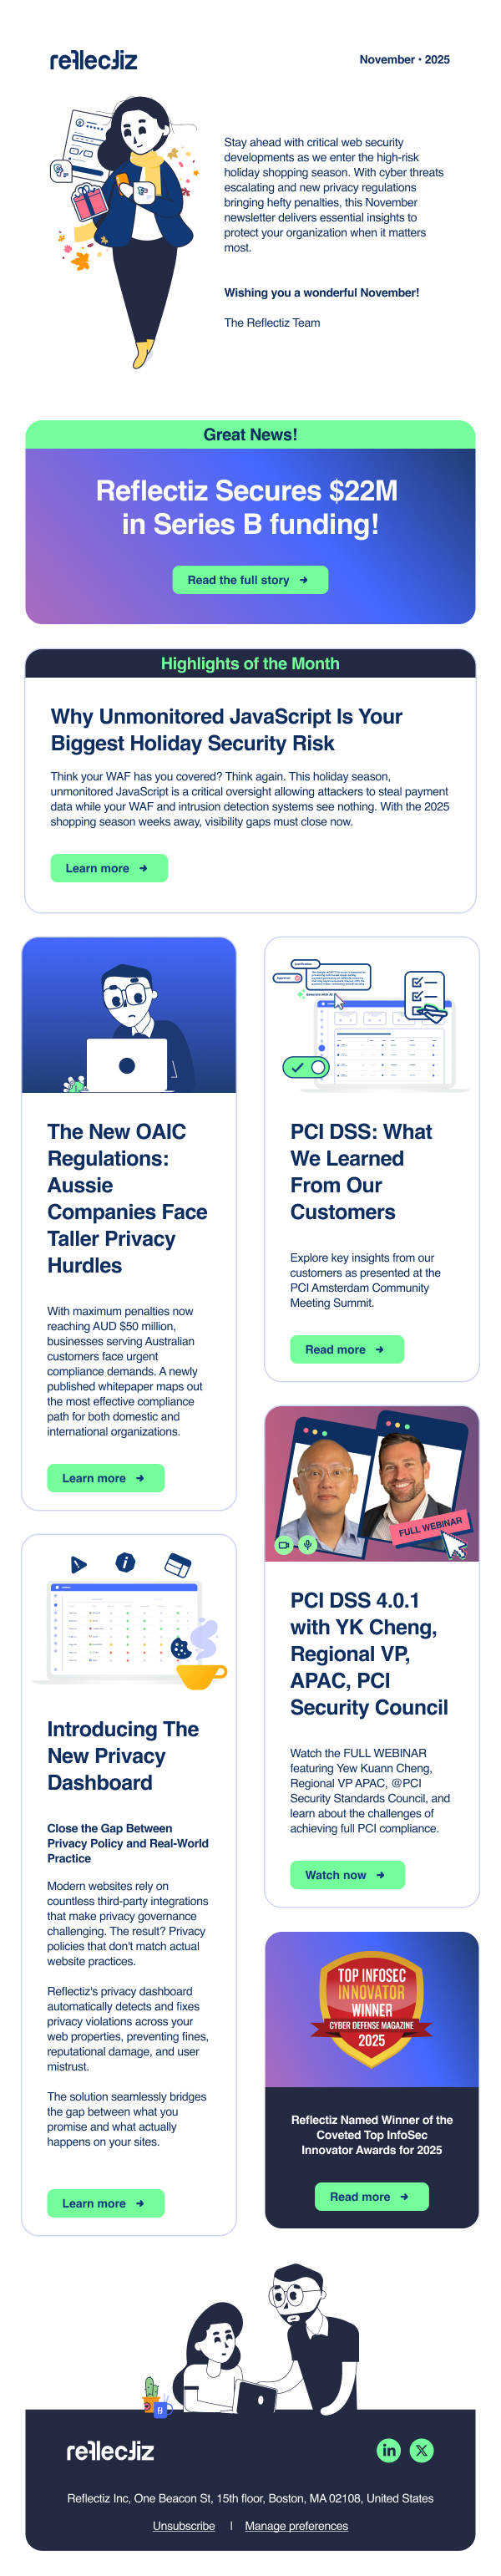 reflectiz
November • 2025
Stay ahead with critical web security
developments as we enter the high-risk
holiday shopping season. With cyber threats
escalating and new privacy regulations
bringing hefty penalties, this November
newsletter delivers essential insights to
protect your organization when it matters
most.
Wishing you a wonderful November!
The Reflectiz Team
Great News!
Reflectiz Secures $22M
in Series B funding!
Read the full story
Highlights of the Month
Why Unmonitored JavaScript Is Your
Biggest Holiday Security Risk
Think your WAF has you covered? Think again. This holiday season,
unmonitored JavaScript is a critical oversight allowing attackers to steal payment
data while your WAF and intrusion detection systems see nothing. With the 2025
shopping season weeks away, visibility gaps must close now.
Learn more
The New OAIC
Regulations:
Aussie
Companies Face
Taller Privacy
Hurdles
With maximum penalties now
reaching AUD $50 million,
businesses serving Australian
customers face urgent
compliance demands. A newly
published whitepaper maps out
the most effective compliance
path for both domestic and
international organizations.
Learn more
Introducing The
New Privacy
Dashboard
Close the Gap Between
Privacy Policy and Real-World
Practice
Modern websites rely on
countless third-party integrations
that make privacy governance
challenging. The result? Privacy
policies that don't match actual
website practices.
Reflectiz's privacy dashboard
automatically detects and fixes
privacy violations across your
web properties, preventing fines,
reputational damage, and user
mistrust.
The solution seamlessly bridges
the gap between what you
promise and what actually
happens on your sites.
Learn more
PCI DSS: What
We Learned
From Our
Customers
Explore key insights from our
customers as presented at the
PCI Amsterdam Community
Meeting Summit.
Read more
FULL WEBINAR
PCI DSS 4.0.1
with YK Cheng,
Regional VP,
APAC, PCI
Security Council
Watch the FULL WEBINAR
featuring Yew Kuann Cheng,
Regional VP APAC, @PCI
Security Standards Council, and
learn about the challenges of
achieving full PCI compliance.
Watch now
TOP INFOSEC
INNOVATOR
WINNER
CYBER DEFENSE MAGAZINE
2025
Reflectiz Named Winner of the
Coveted Top InfoSec
Innovator Awards for 2025
Read more
reflectiz
in X
Reflectiz Inc, One Beacon St, 15th floor, Boston, MA 02108, United States
Unsubscribe | Manage preferences